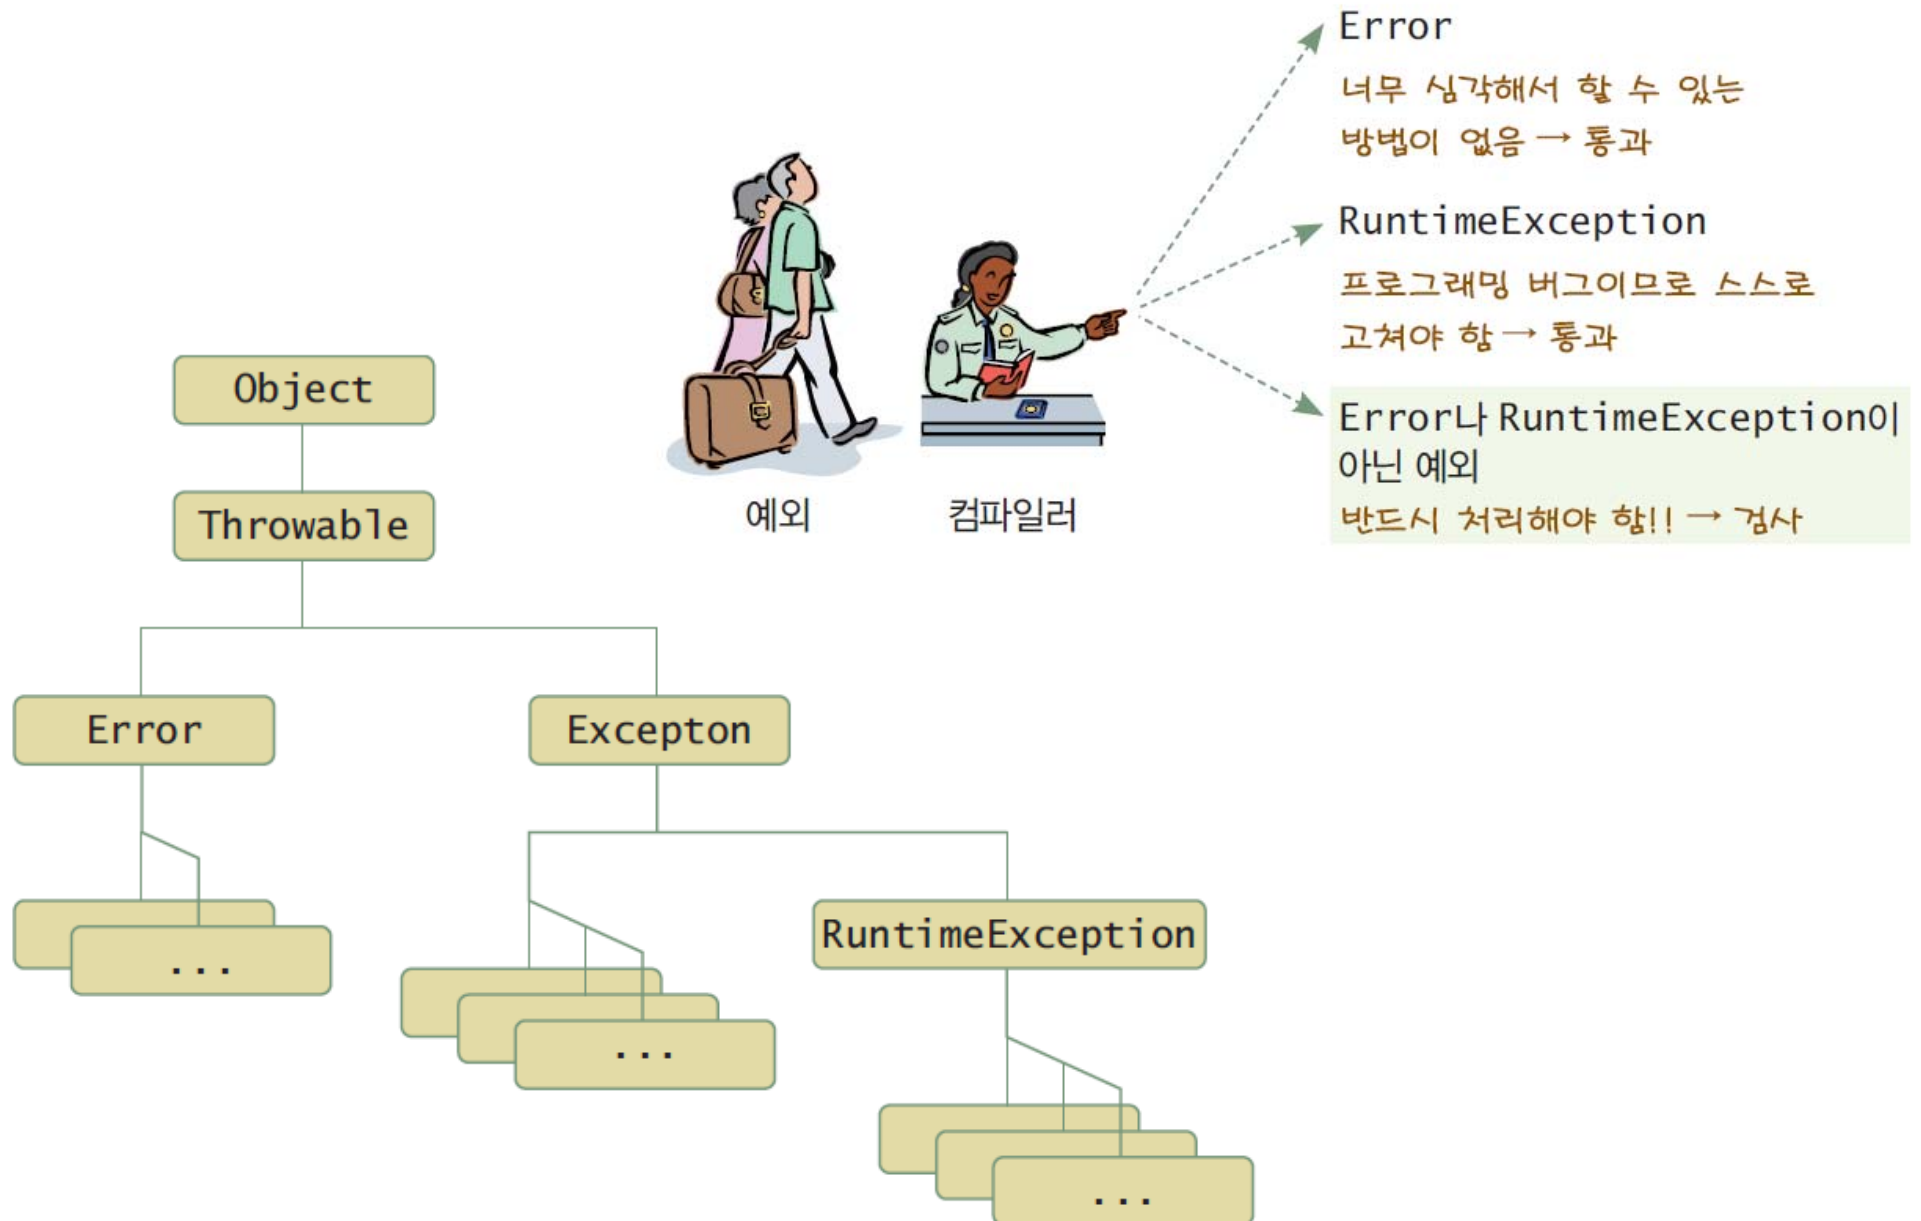 Error
너무 심각해서 할 수 있는
방법이 없음 → 통과
RuntimeException
프로그래밍 버그이므로 스스로
고쳐야 함 → 통과
Error나 RuntimeException이
아닌 예외
반드시 처리해야 함!! → 검사
예외
컴파일러
Object
Throwable
Error
Excepton
RuntimeException
...
...
...